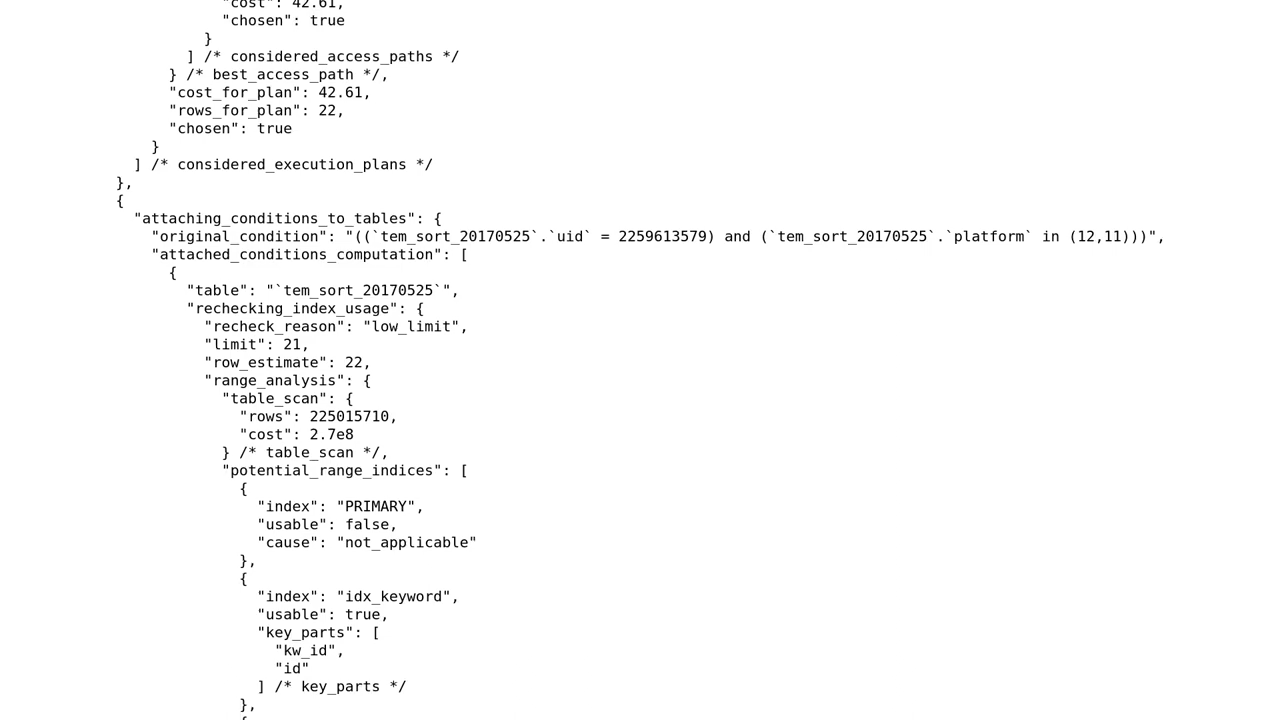 "cost": 42.61,
"chosen": true
}
] /* considered_access_paths */
} /* best_access_path */,
"cost_for_plan": 42.61,
"rows_for_plan": 22,
"chosen": true
}
] /* considered_execution_plans */
},
{
"attaching_conditions_to_tables": {
"original_condition": "((`tem_sort_20170525`.`uid` = 2259613579) and (`tem_sort_20170525`.`platform` in (12,11)))",
"attached_conditions_computation": [
{
"table": "`tem_sort_20170525`",
"rechecking_index_usage": {
"recheck_reason": "low_limit",
"limit": 21,
"row_estimate": 22,
"range_analysis": {
"table_scan": {
"rows": 225015710,
"cost": 2.7e8
} /* table_scan */,
"potential_range_indices": [
{
"index": "PRIMARY",
"usable": false,
"cause": "not_applicable"
},
{
"index": "idx_keyword",
"usable": true,
"key_parts": [
"kw_id",
"id"
] /* key_parts */
},
{